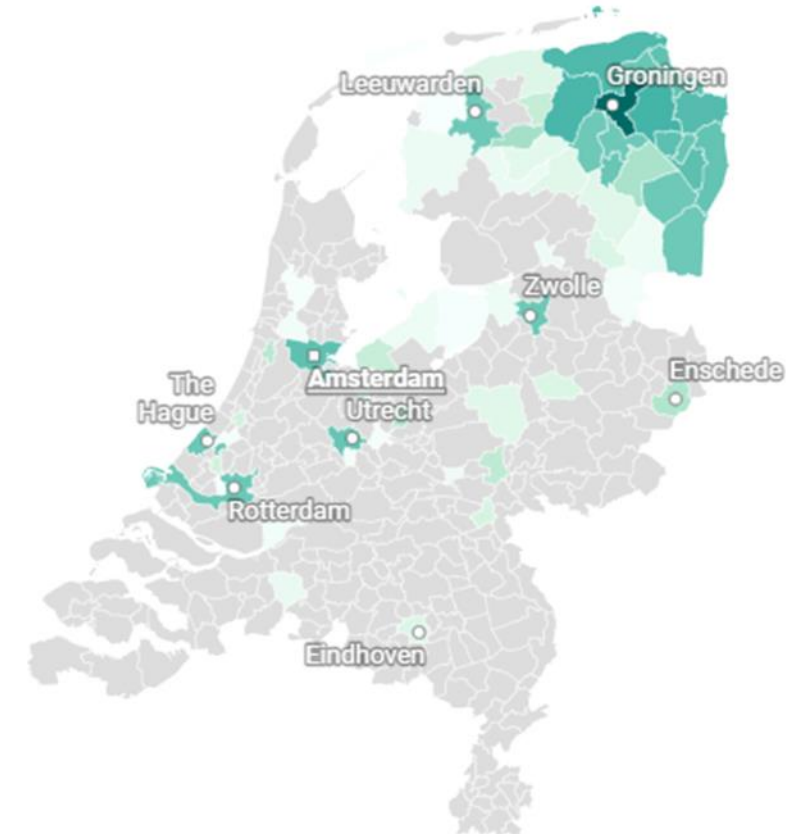 Leeuwarden
Groningen
Zwolle
The
Hague
Amsterdam
Enschede
Utrecht
Rotterdam
Eindhoven